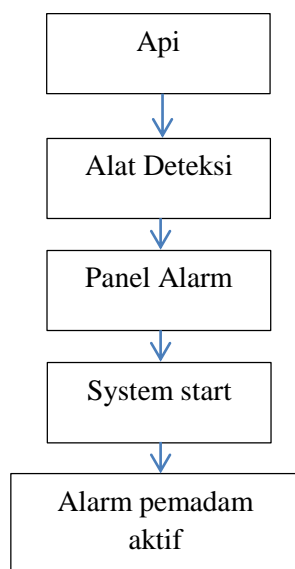 Api
Alat Deteksi
Panel Alarm
System start
Alarm pemadam
aktif